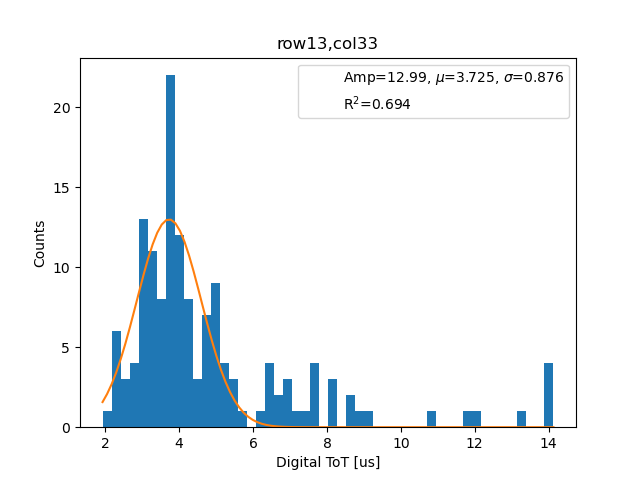 row13,col33
Amp=12.99, μ=3.725, σ=0.876
R²=0.694
Counts
20
15
10
5
0
2 4 6 8 10 12 14
Digital ToT [us]